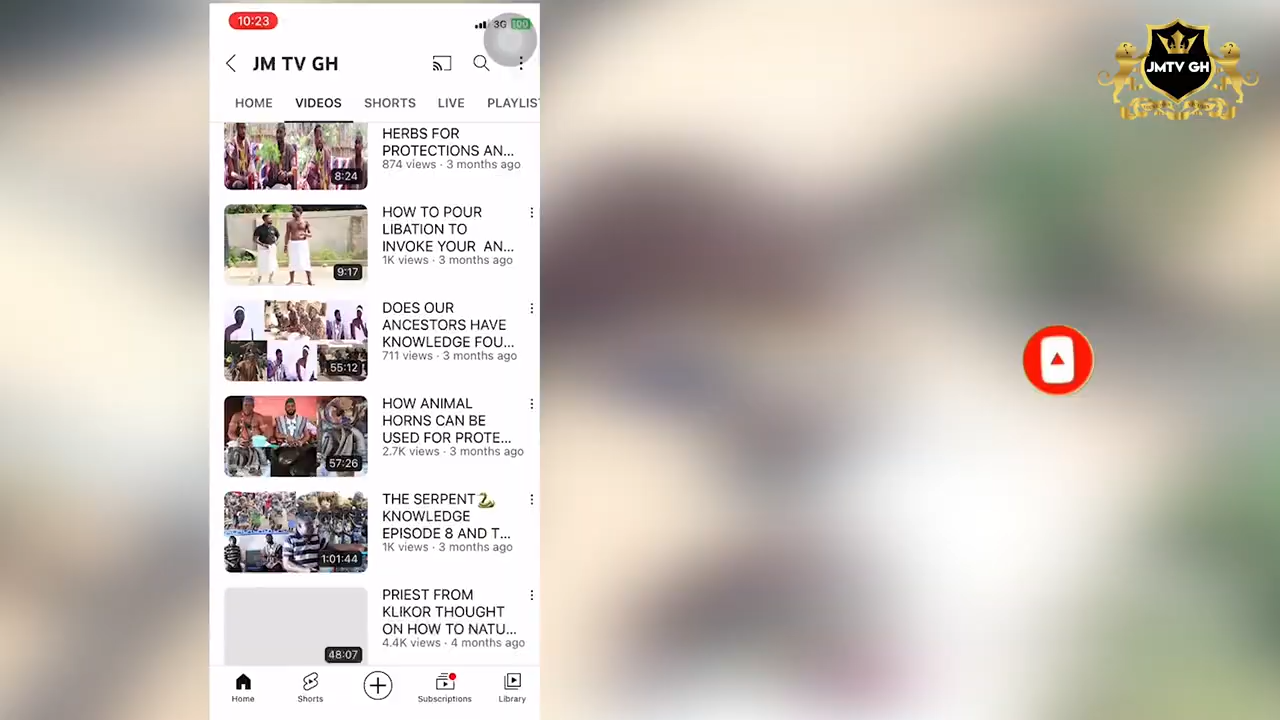 10:23
3G 100
JM TV GH
HOME VIDEOS SHORTS LIVE PLAYLIS
HERBS FOR
PROTECTIONS AN...
874 views · 3 months ago
8:24
HOW TO POUR
LIBATION TO
INVOKE YOUR AN...
1K views · 3 months ago
9:17
DOES OUR
ANCESTORS HAVE
KNOWLEDGE FOU...
711 views · 3 months ago
55:12
HOW ANIMAL
HORNS CAN BE
USED FOR PROTE...
2.7K views · 3 months ago
57:26
THE SERPENT🐍
KNOWLEDGE
EPISODE 8 AND T...
1K views · 3 months ago
1:01:44
PRIEST FROM
KLIKOR THOUGHT
ON HOW TO NATU...
4.4K views · 4 months ago
48:07
Home Shorts Subscriptions Library
JMTV GH